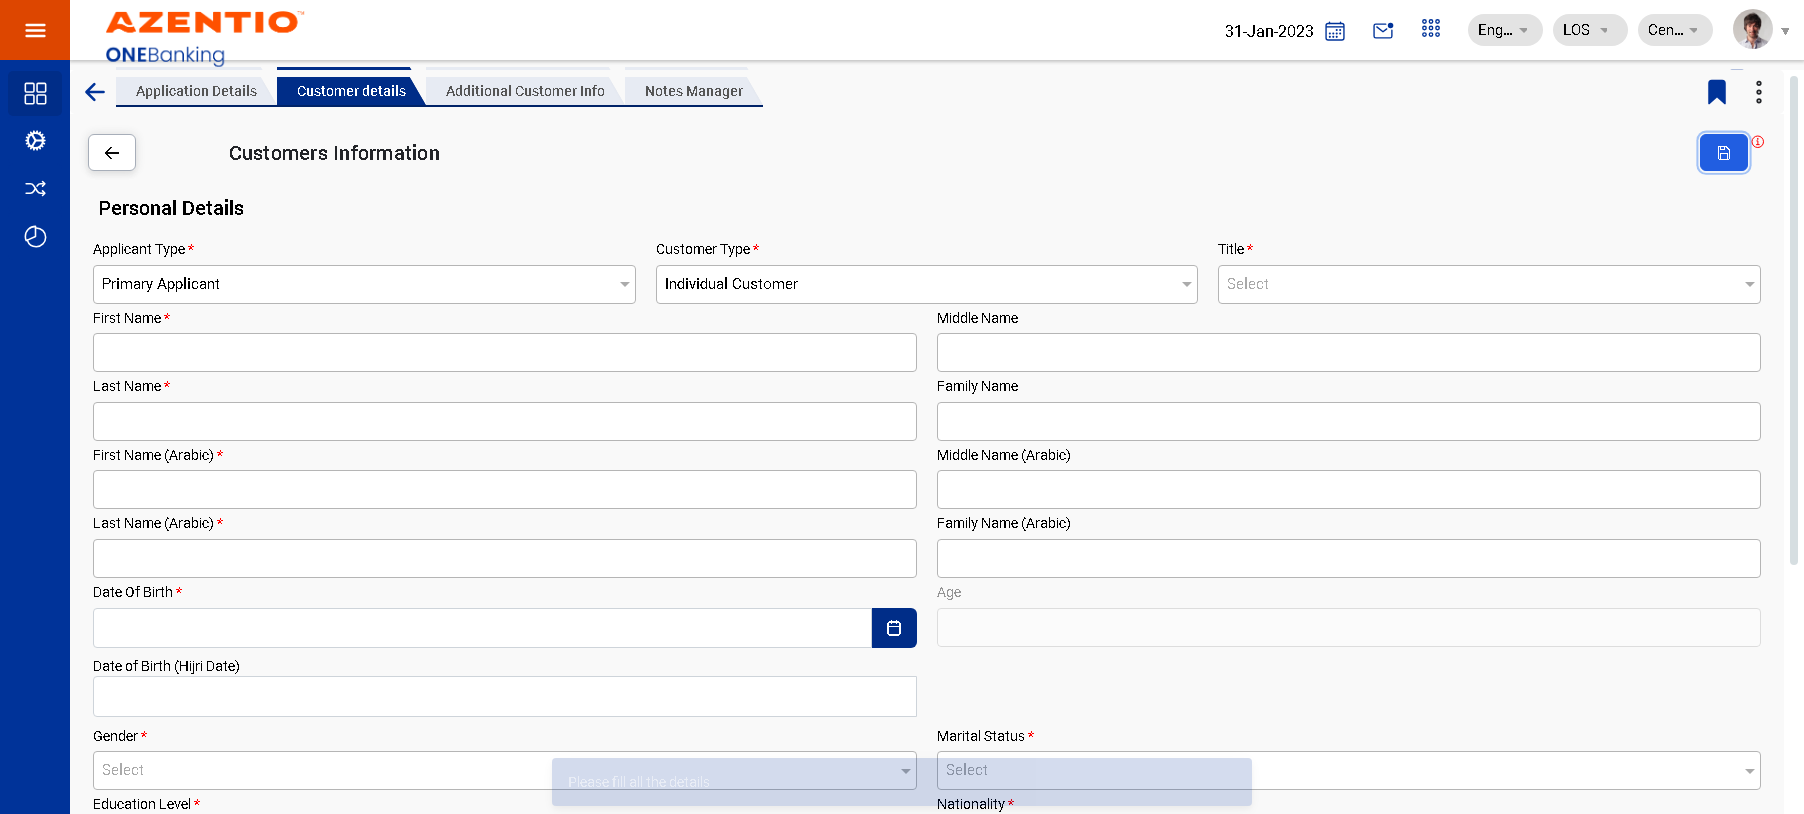 AZENTIO™
ONEBanking
31-Jan-2023
Eng...
LOS
Cen...
Application Details
Customer details
Additional Customer Info
Notes Manager
Customers Information
Personal Details
Applicant Type *
Customer Type *
Title *
Primary Applicant
Individual Customer
Select
First Name *
Middle Name
Last Name *
Family Name
First Name (Arabic) *
Middle Name (Arabic)
Last Name (Arabic) *
Family Name (Arabic)
Date Of Birth *
Age
Date of Birth (Hijri Date)
Gender *
Marital Status *
Select
Select
Please fill all the details
Education Level *
Nationality *